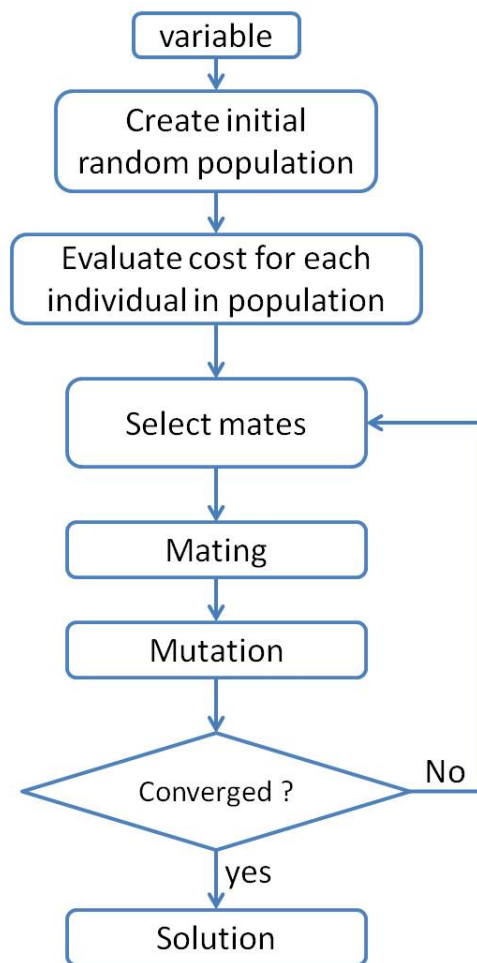 variable
Create initial
random population
Evaluate cost for each
individual in population
Select mates
Mating
Mutation
Converged ?
No
yes
Solution